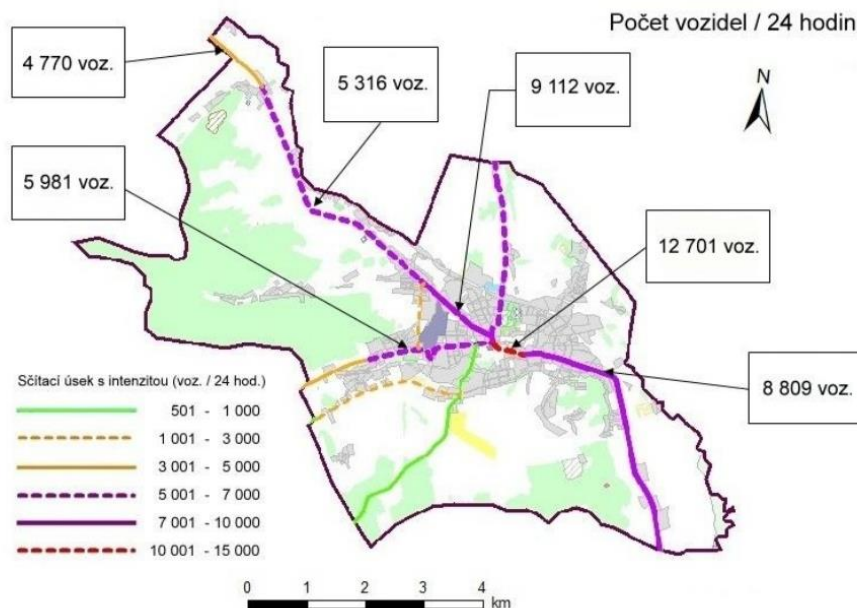 Počet vozidel / 24 hodin
4 770 voz.
5 316 voz.
9 112 voz.
N
5 981 voz.
12 701 voz.
8 809 voz.
Sčítací úsek s intenzitou (voz. / 24 hod.)
501 - 1 000
1 001 - 3 000
3 001 - 5 000
5 001 - 7 000
7 001 - 10 000
10 001 - 15 000
0 1 2 3 4
km